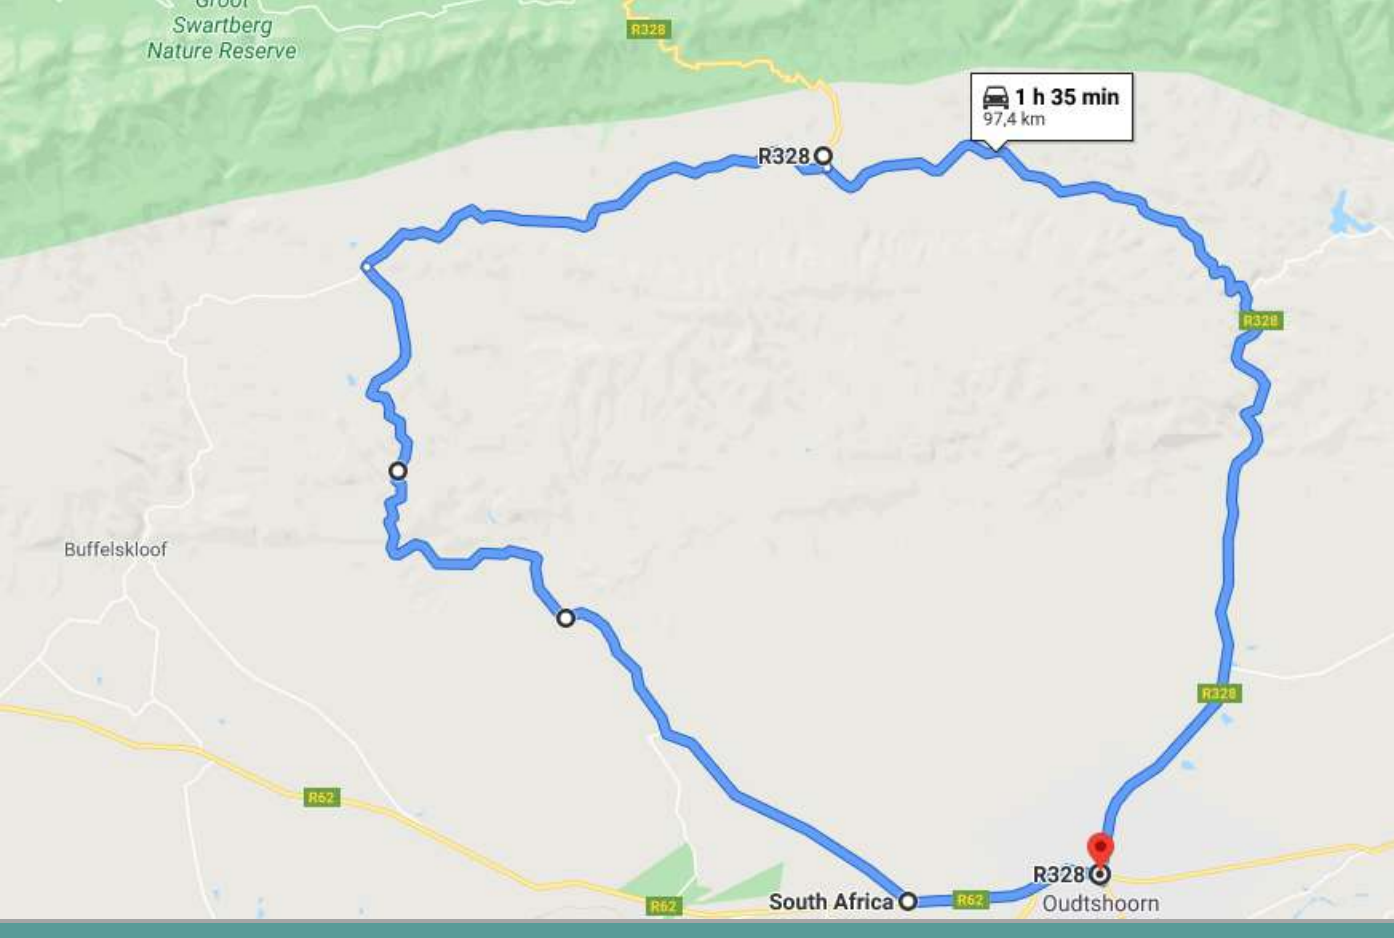 Groot
Swartberg
Nature Reserve
R328
1 h 35 min
97,4 km
R328
R328
Buffelskloof
R328
R62
R328
South Africa
R62
R62
Oudtshoorn